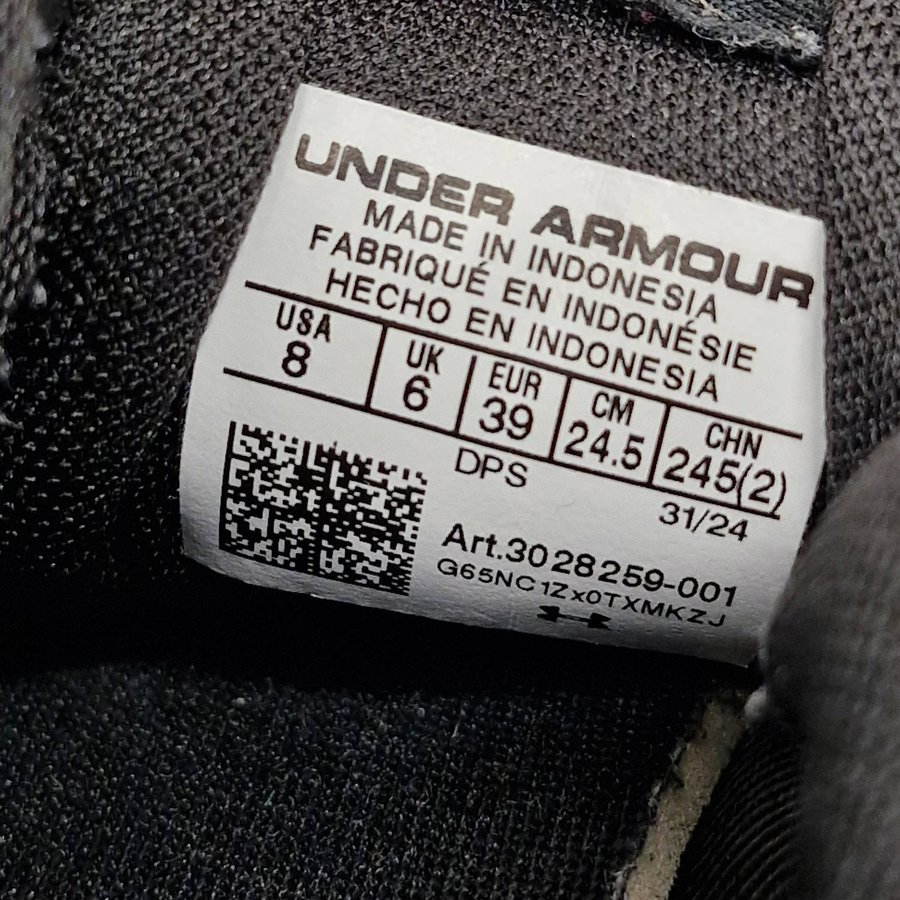 UNDER ARMOUR
MADE IN INDONESIA
FABRIQUÉ EN INDONÉSIE
HECHO EN INDONESIA
USA UK EUR CM CHN
8 6 39 24.5 245(2)
DPS 31/24
Art.3028259-001
G65NC1Zx0TXMKZJ